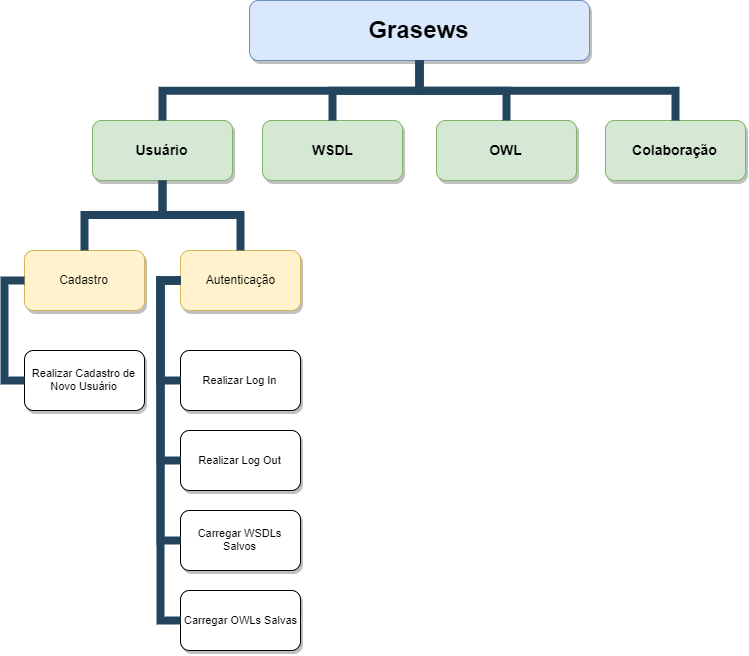 Grasews
Usuário
WSDL
OWL
Colaboração
Cadastro
Autenticação
Realizar Cadastro de
Novo Usuário
Realizar Log In
Realizar Log Out
Carregar WSDLs
Salvos
Carregar OWLs Salvas